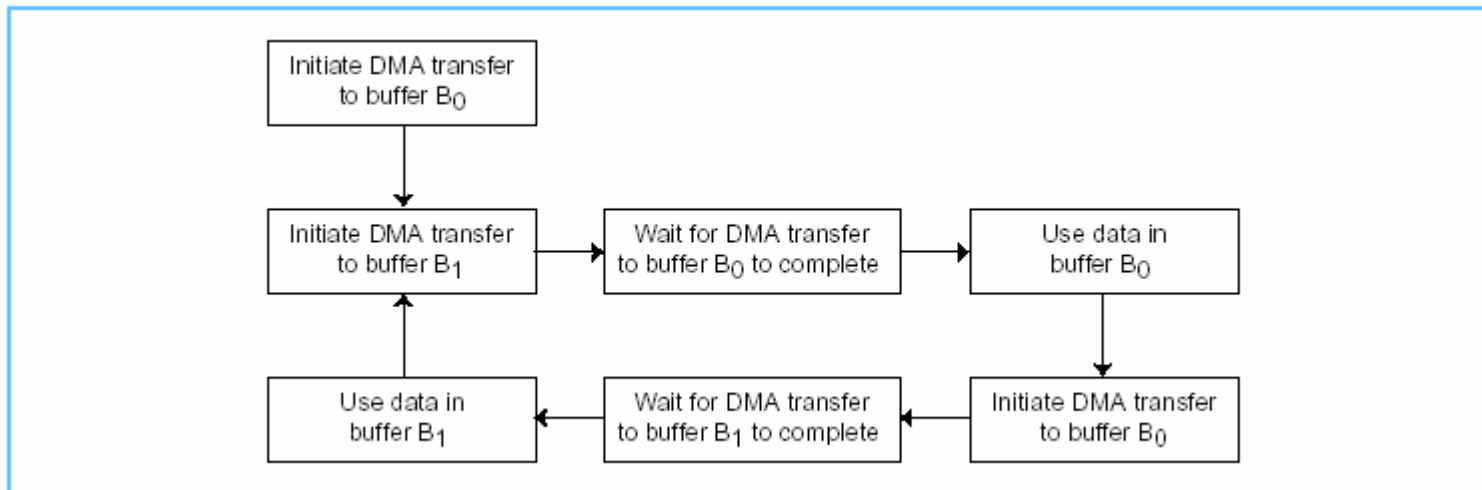 Initiate DMA transfer
to buffer B0
Initiate DMA transfer
to buffer B1
Wait for DMA transfer
to buffer B0 to complete
Use data in
buffer B0
Use data in
buffer B1
Wait for DMA transfer
to buffer B1 to complete
Initiate DMA transfer
to buffer B0